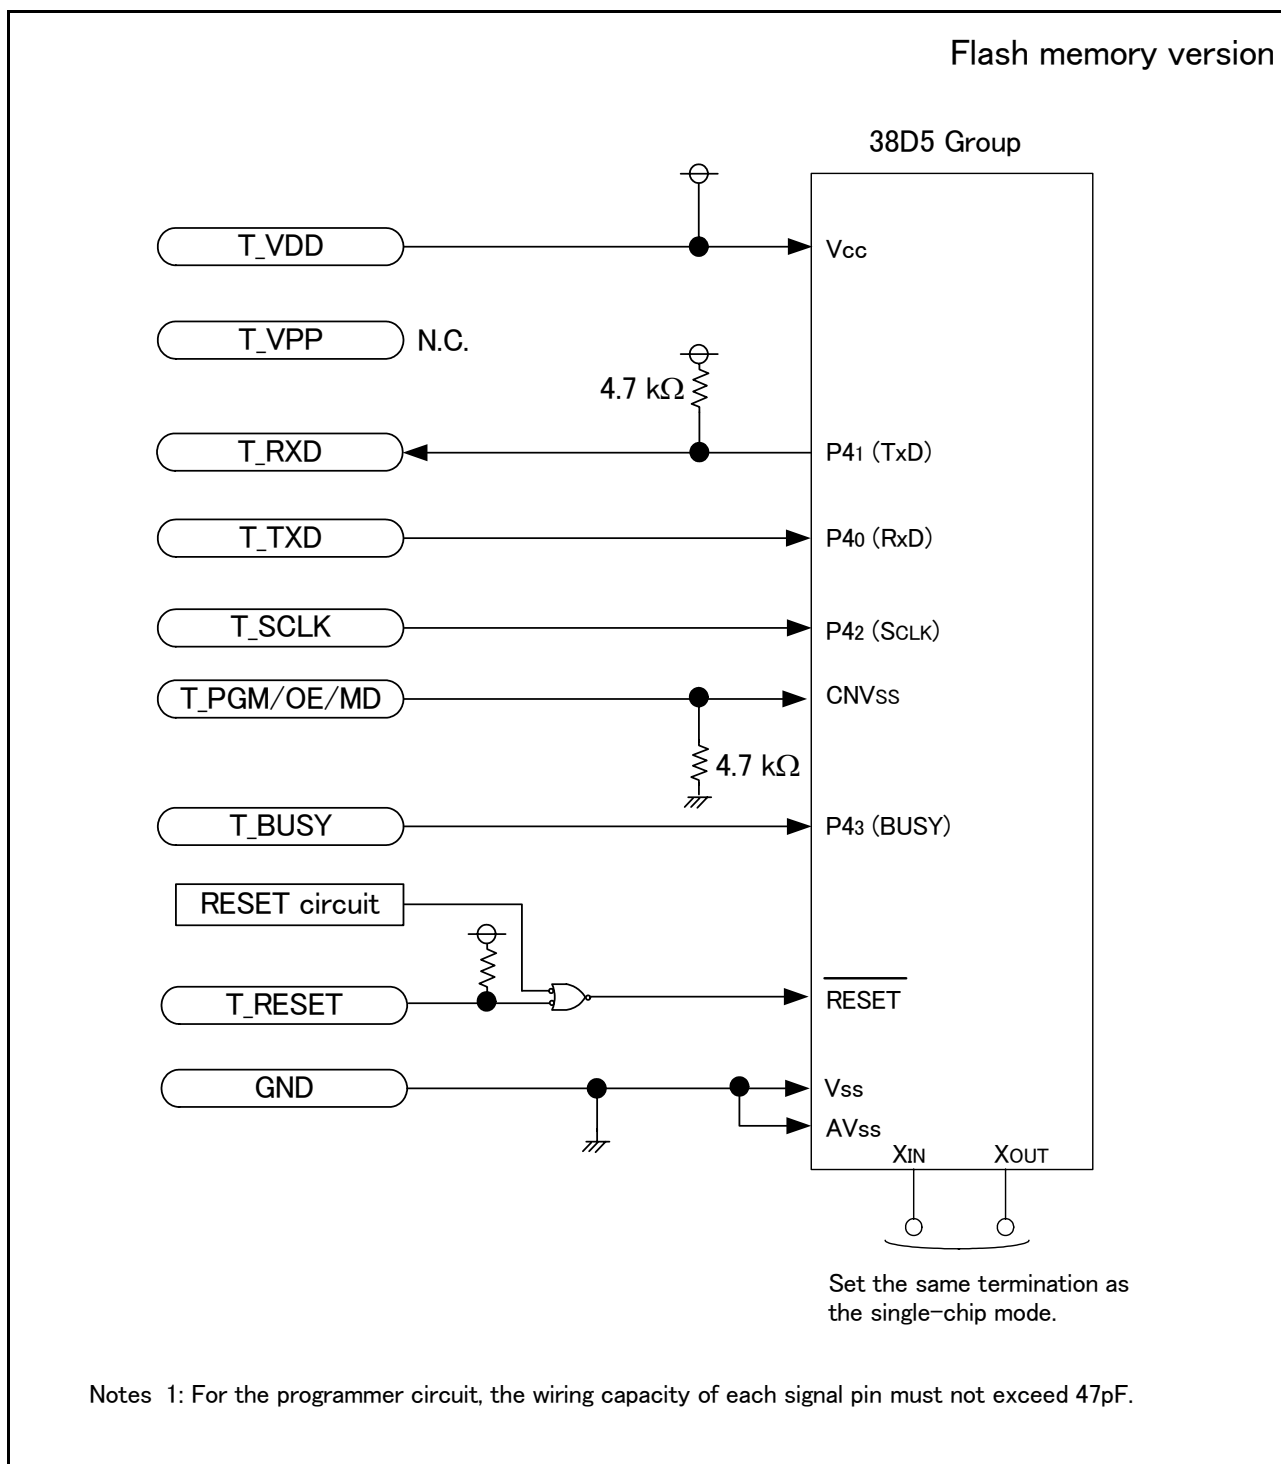 Flash memory version
38D5 Group
T_VDD
Vcc
T_VPP
N.C.
4.7 kΩ
T_RXD
P41 (TxD)
T_TXD
P40 (RxD)
T_SCLK
P42 (SCLK)
T_PGM/OE/MD
CNVss
4.7 kΩ
T_BUSY
P43 (BUSY)
RESET circuit
T_RESET
RESET
GND
Vss
AVss
XIN
XOUT
Set the same termination as
the single-chip mode.
Notes 1: For the programmer circuit, the wiring capacity of each signal pin must not exceed 47pF.